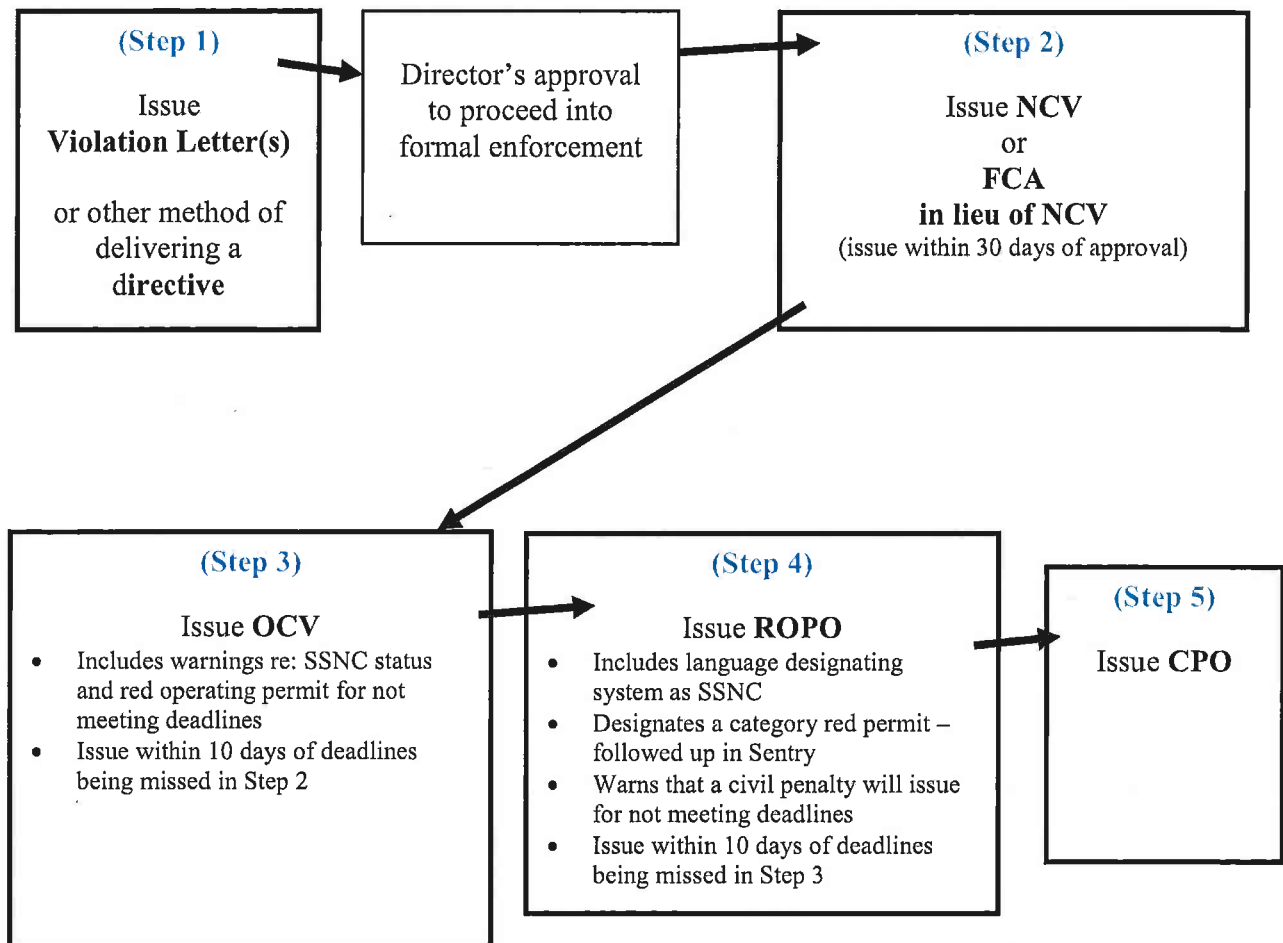 (Step 1)
Issue
Violation Letter(s)
or other method of
delivering a
directive
Director’s approval
to proceed into
formal enforcement
(Step 2)
Issue NCV
or
FCA
in lieu of NCV
(issue within 30 days of approval)
(Step 3)
Issue OCV
• Includes warnings re: SSNC status
and red operating permit for not
meeting deadlines
• Issue within 10 days of deadlines
being missed in Step 2
(Step 4)
Issue ROPO
• Includes language designating
system as SSNC
• Designates a category red permit –
followed up in Sentry
• Warns that a civil penalty will issue
for not meeting deadlines
• Issue within 10 days of deadlines
being missed in Step 3
(Step 5)
Issue CPO